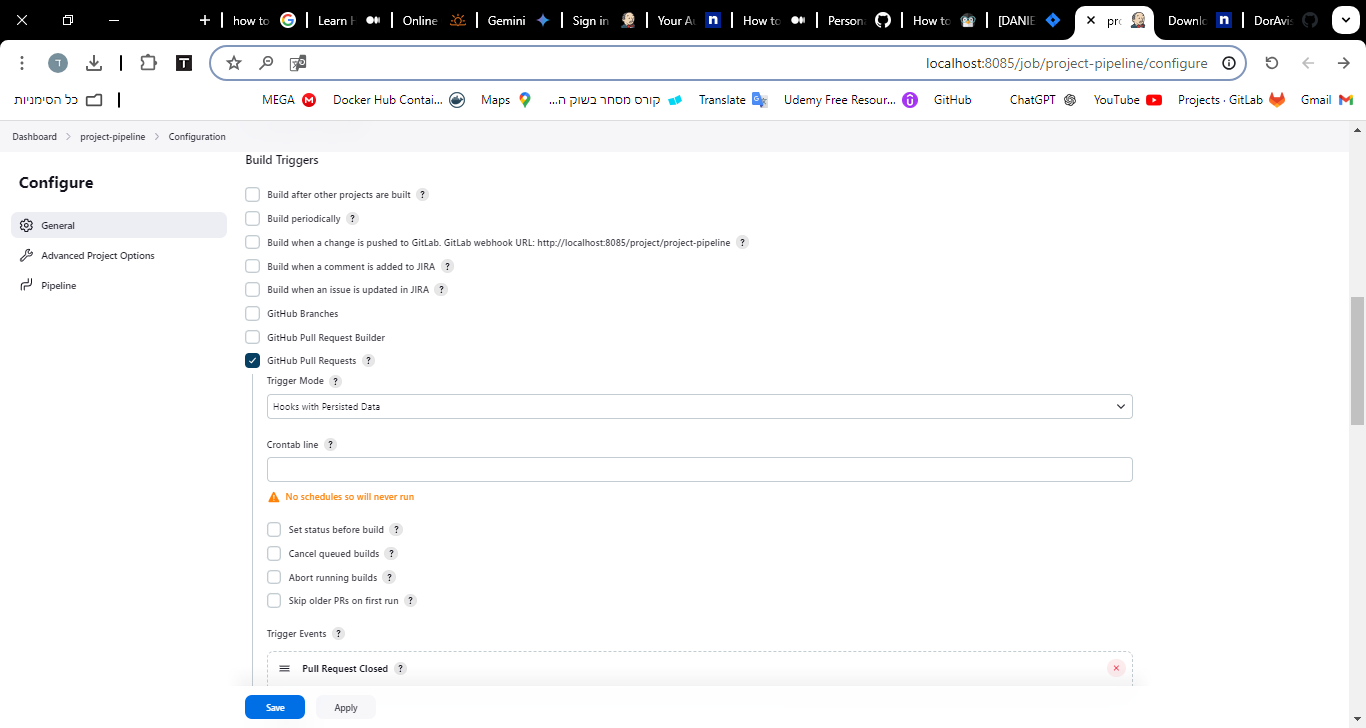 how to
Learn H
Online
Gemini
Sign in
Your Au
How to
Person
How to
[DANIE
pro
Downlo
DorAvis
T
localhost:8085/job/project-pipeline/configure
כל הסימניות
MEGA
Docker Hub Contai...
Maps
קורס מסחר בשוק ה...
Translate
Udemy Free Resour...
GitHub
ChatGPT
YouTube
Projects · GitLab
Gmail
Dashboard
project-pipeline
Configuration
Configure
General
Advanced Project Options
Pipeline
Build Triggers
Build after other projects are built ?
Build periodically ?
Build when a change is pushed to GitLab. GitLab webhook URL: http://localhost:8085/project/project-pipeline ?
Build when a comment is added to JIRA ?
Build when an issue is updated in JIRA ?
GitHub Branches
GitHub Pull Request Builder
GitHub Pull Requests ?
Trigger Mode ?
Hooks with Persisted Data
Crontab line ?
No schedules so will never run
Set status before build ?
Cancel queued builds ?
Abort running builds ?
Skip older PRs on first run ?
Trigger Events ?
Pull Request Closed ?
Save
Apply